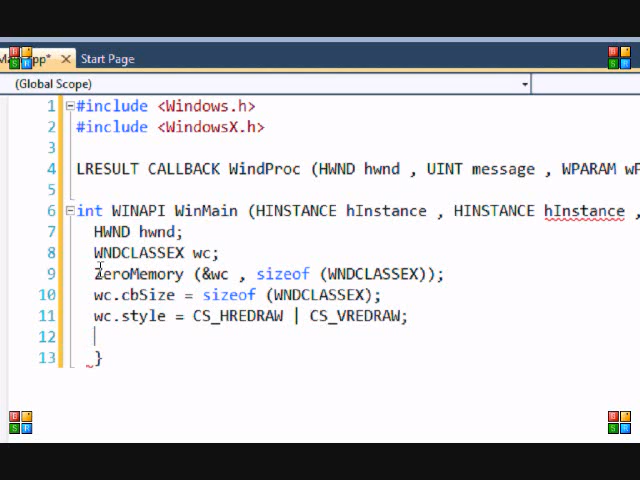 Start Page
(Global Scope)
1 #include <Windows.h>
2 #include <WindowsX.h>
3
4 LRESULT CALLBACK WindProc (HWND hwnd , UINT message , WPARAM wP
5
6 int WINAPI WinMain (HINSTANCE hInstance , HINSTANCE hInstance ,
7 HWND hwnd;
8 WNDCLASSEX wc;
9 ZeroMemory (&wc , sizeof (WNDCLASSEX));
10 wc.cbSize = sizeof (WNDCLASSEX);
11 wc.style = CS_HREDRAW | CS_VREDRAW;
12
13 }